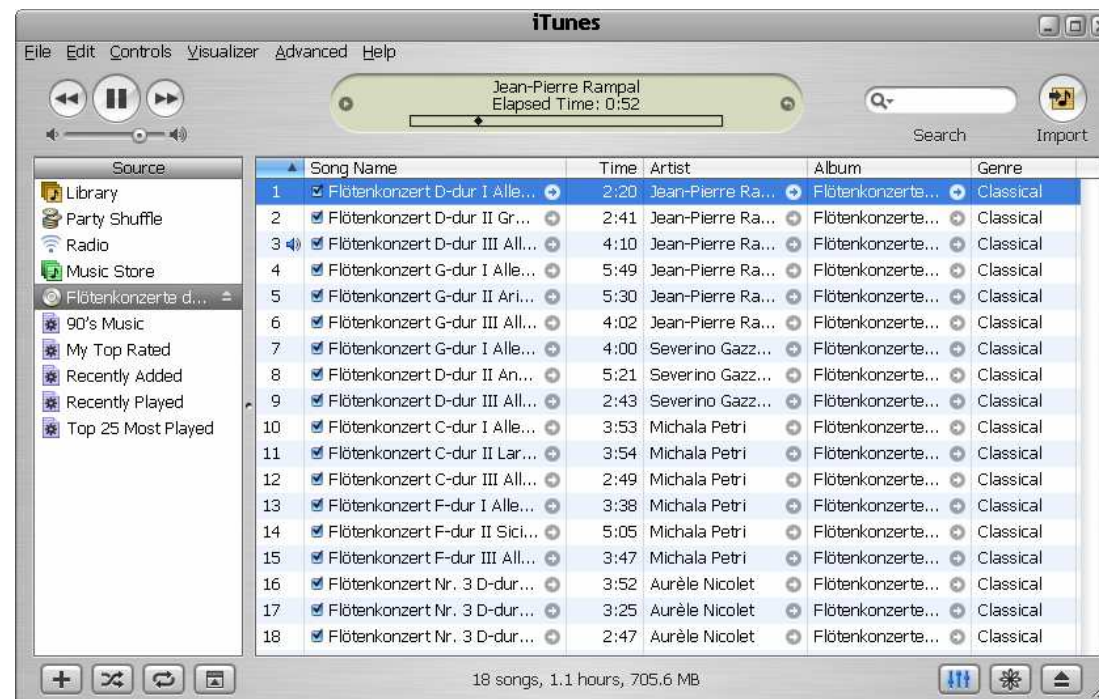 iTunes
File Edit Controls Visualizer Advanced Help
Jean-Pierre Rampal
Elapsed Time: 0:52
Search
Import
Source
Library
Party Shuffle
Radio
Music Store
Flötenkonzerte d...
90's Music
My Top Rated
Recently Added
Recently Played
Top 25 Most Played
Song Name Time Artist Album Genre
1 Flötenkonzert D-dur I Alle... 2:20 Jean-Pierre Ra... Flötenkonzerte... Classical
2 Flötenkonzert D-dur II Gr... 2:41 Jean-Pierre Ra... Flötenkonzerte... Classical
3 Flötenkonzert D-dur III All... 4:10 Jean-Pierre Ra... Flötenkonzerte... Classical
4 Flötenkonzert G-dur I Alle... 5:49 Jean-Pierre Ra... Flötenkonzerte... Classical
5 Flötenkonzert G-dur II Ari... 5:30 Jean-Pierre Ra... Flötenkonzerte... Classical
6 Flötenkonzert G-dur III All... 4:02 Jean-Pierre Ra... Flötenkonzerte... Classical
7 Flötenkonzert G-dur I Alle... 4:00 Severino Gazz... Flötenkonzerte... Classical
8 Flötenkonzert D-dur II An... 5:21 Severino Gazz... Flötenkonzerte... Classical
9 Flötenkonzert D-dur III All... 2:43 Severino Gazz... Flötenkonzerte... Classical
10 Flötenkonzert C-dur I Alle... 3:53 Michala Petri Flötenkonzerte... Classical
11 Flötenkonzert C-dur II Lar... 3:54 Michala Petri Flötenkonzerte... Classical
12 Flötenkonzert C-dur III All... 2:49 Michala Petri Flötenkonzerte... Classical
13 Flötenkonzert F-dur I Alle... 3:38 Michala Petri Flötenkonzerte... Classical
14 Flötenkonzert F-dur II Sici... 5:05 Michala Petri Flötenkonzerte... Classical
15 Flötenkonzert F-dur III All... 3:47 Michala Petri Flötenkonzerte... Classical
16 Flötenkonzert Nr. 3 D-dur... 3:52 Aurèle Nicolet Flötenkonzerte... Classical
17 Flötenkonzert Nr. 3 D-dur... 3:25 Aurèle Nicolet Flötenkonzerte... Classical
18 Flötenkonzert Nr. 3 D-dur... 2:47 Aurèle Nicolet Flötenkonzerte... Classical
18 songs, 1.1 hours, 705.6 MB